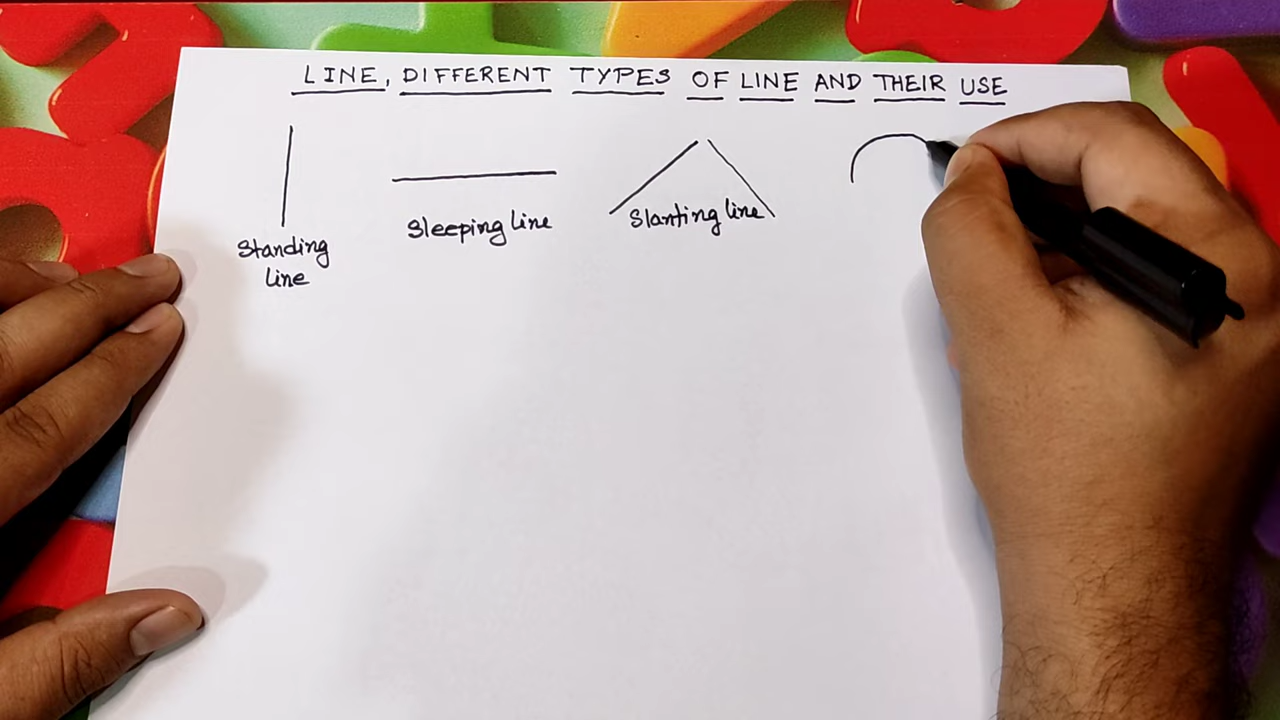 LINE, DIFFERENT TYPES OF LINE AND THEIR USE
Standing
line
Sleeping line
Slanting line